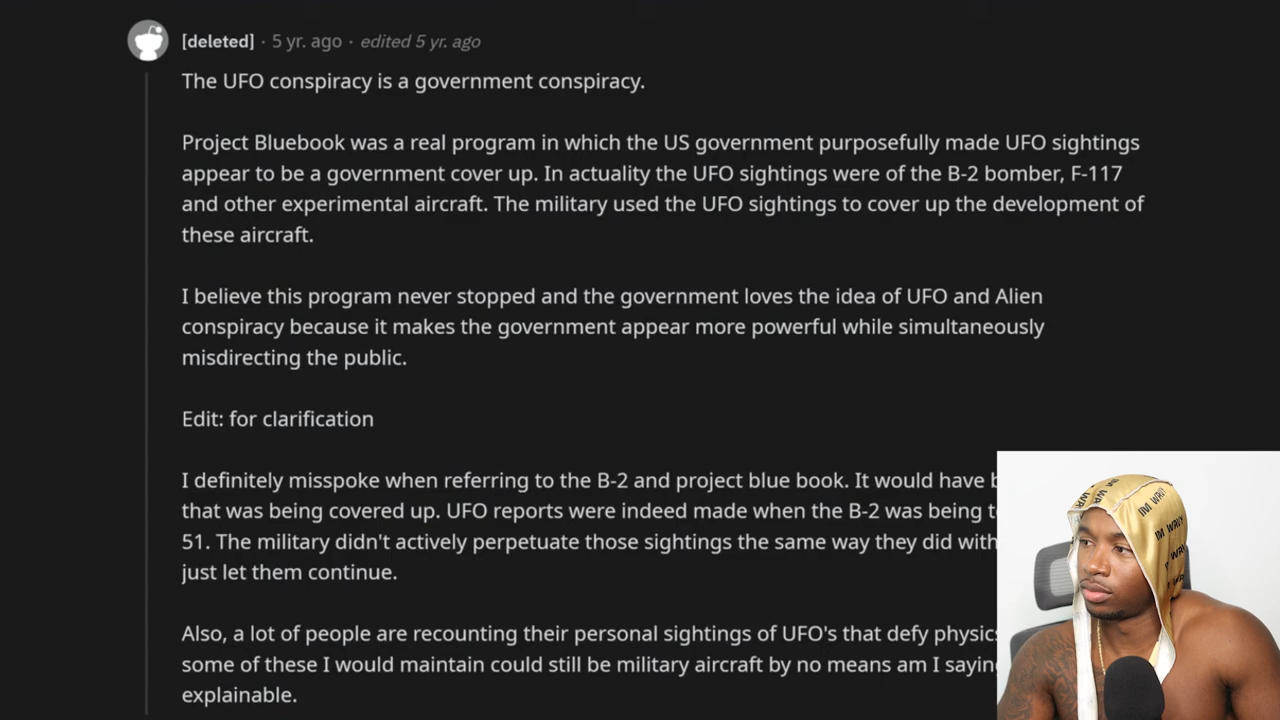 [deleted] · 5 yr. ago · edited 5 yr. ago
The UFO conspiracy is a government conspiracy.
Project Bluebook was a real program in which the US government purposefully made UFO sightings
appear to be a government cover up. In actuality the UFO sightings were of the B-2 bomber, F-117
and other experimental aircraft. The military used the UFO sightings to cover up the development of
these aircraft.
I believe this program never stopped and the government loves the idea of UFO and Alien
conspiracy because it makes the government appear more powerful while simultaneously
misdirecting the public.
Edit: for clarification
I definitely misspoke when referring to the B-2 and project blue book. It would have
that was being covered up. UFO reports were indeed made when the B-2 was being
51. The military didn't actively perpetuate those sightings the same way they did with
just let them continue.
Also, a lot of people are recounting their personal sightings of UFO's that defy physics
some of these I would maintain could still be military aircraft by no means am I saying
explainable.
IM WRLY
IM WRLY